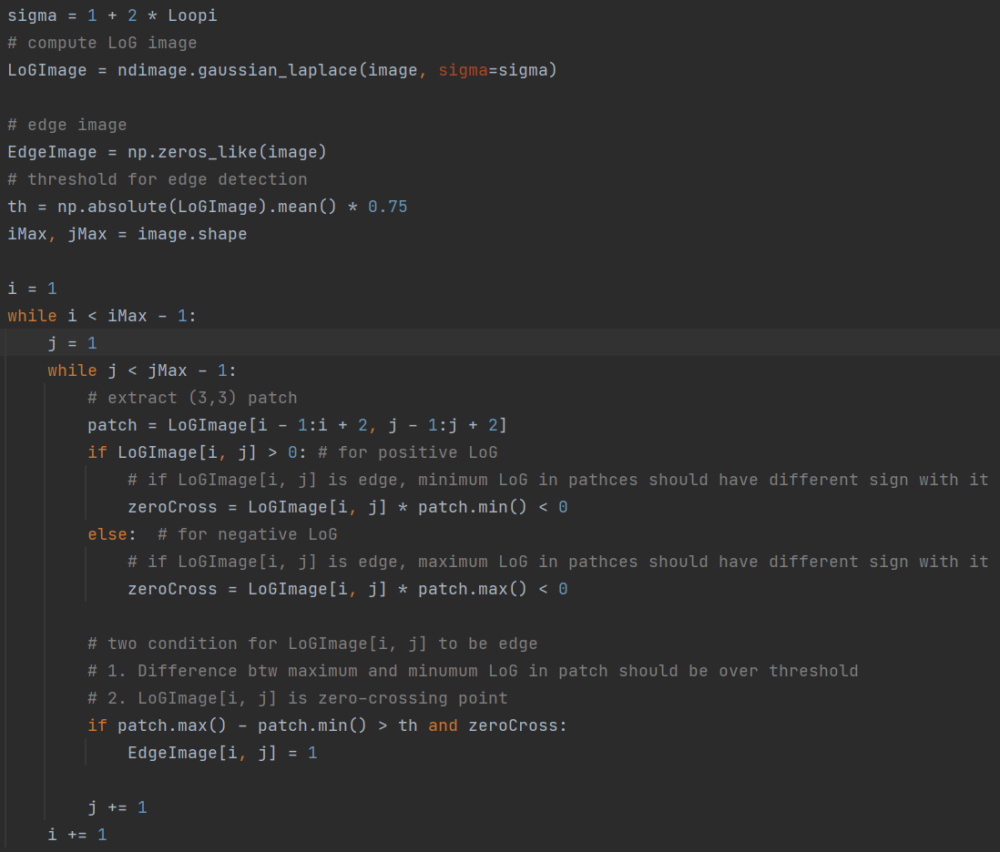 sigma = 1 + 2 * Loopi
# compute LoG image
LoGImage = ndimage.gaussian_laplace(image, sigma=sigma)
# edge image
EdgeImage = np.zeros_like(image)
# threshold for edge detection
th = np.absolute(LoGImage).mean() * 0.75
iMax, jMax = image.shape
i = 1
while i < iMax - 1:
    j = 1
    while j < jMax - 1:
        # extract (3,3) patch
        patch = LoGImage[i - 1:i + 2, j - 1:j + 2]
        if LoGImage[i, j] > 0: # for positive LoG
            # if LoGImage[i, j] is edge, minimum LoG in pathces should have different sign with it
            zeroCross = LoGImage[i, j] * patch.min() < 0
        else:  # for negative LoG
            # if LoGImage[i, j] is edge, maximum LoG in pathces should have different sign with it
            zeroCross = LoGImage[i, j] * patch.max() < 0
        # two condition for LoGImage[i, j] to be edge
        # 1. Difference btw maximum and minumum LoG in patch should be over threshold
        # 2. LoGImage[i, j] is zero-crossing point
        if patch.max() - patch.min() > th and zeroCross:
            EdgeImage[i, j] = 1
        j += 1
    i += 1